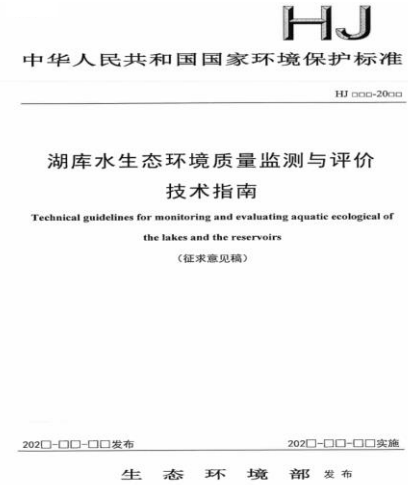 HJ
中华人民共和国国家环境保护标准
HJ □□□-20□□
湖库水生态环境质量监测与评价
技术指南
Technical guidelines for monitoring and evaluating aquatic ecological of
the lakes and the reservoirs
（征求意见稿）
202□-□□-□□发布 202□-□□-□□实施
生态环境部 发布